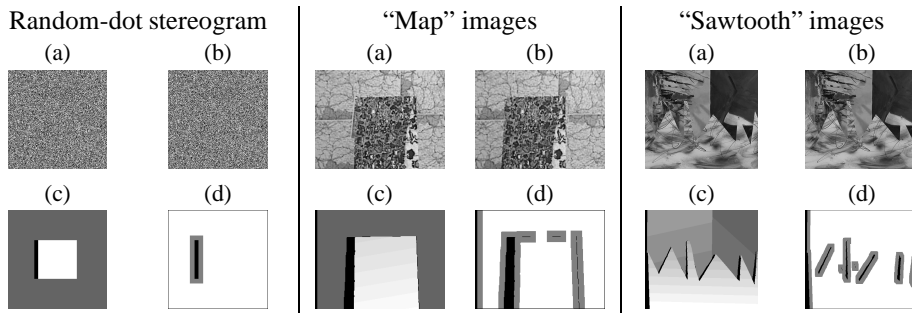 Random-dot stereogram
“Map” images
“Sawtooth” images
(a)
(b)
(a)
(b)
(a)
(b)
(c)
(d)
(c)
(d)
(c)
(d)